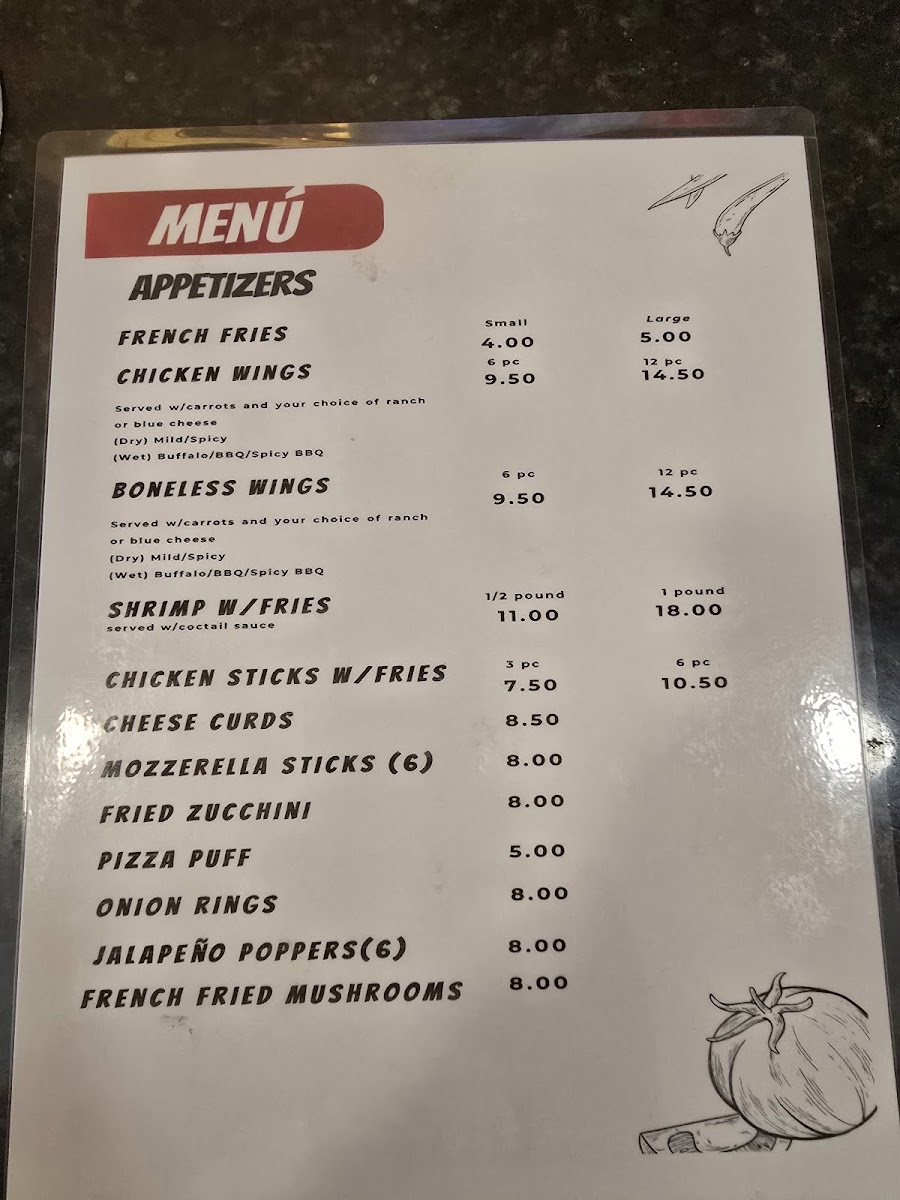 MENÚ
APPETIZERS
Small Large
FRENCH FRIES 4.00 5.00
6 pc 12 pc
CHICKEN WINGS 9.50 14.50
Served w/carrots and your choice of ranch
or blue cheese
(Dry) Mild/Spicy
(Wet) Buffalo/BBQ/Spicy BBQ
6 pc 12 pc
BONELESS WINGS 9.50 14.50
Served w/carrots and your choice of ranch
or blue cheese
(Dry) Mild/Spicy
(Wet) Buffalo/BBQ/Spicy BBQ
1/2 pound 1 pound
SHRIMP W/FRIES 11.00 18.00
served w/coctail sauce
3 pc 6 pc
CHICKEN STICKS W/FRIES 7.50 10.50
CHEESE CURDS 8.50
MOZZERELLA STICKS (6) 8.00
FRIED ZUCCHINI 8.00
PIZZA PUFF 5.00
ONION RINGS 8.00
JALAPEÑO POPPERS(6) 8.00
FRENCH FRIED MUSHROOMS 8.00